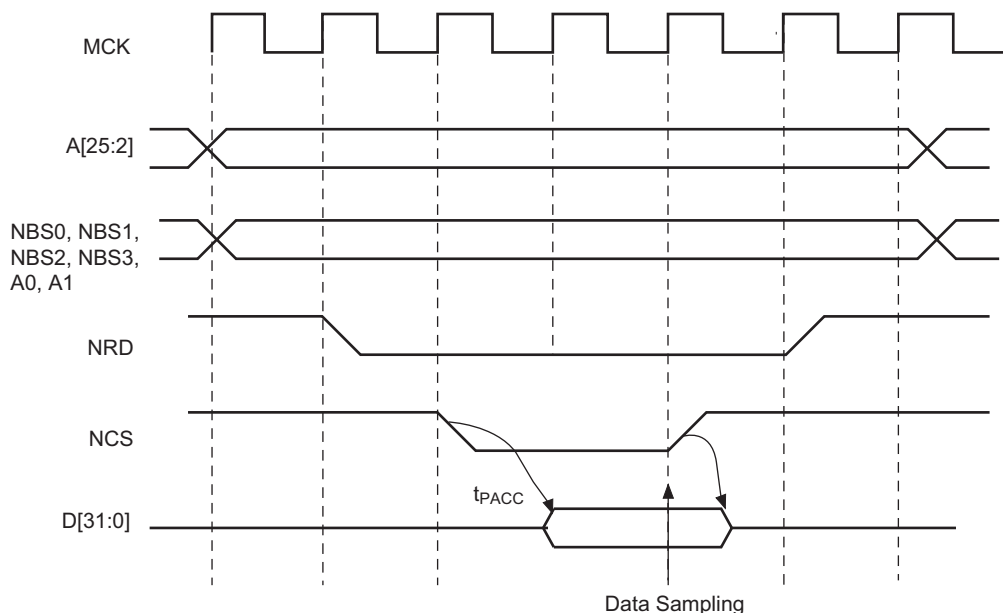 MCK
A[25:2]
NBS0, NBS1,
NBS2, NBS3,
A0, A1
NRD
NCS
tPACC
D[31:0]
Data Sampling